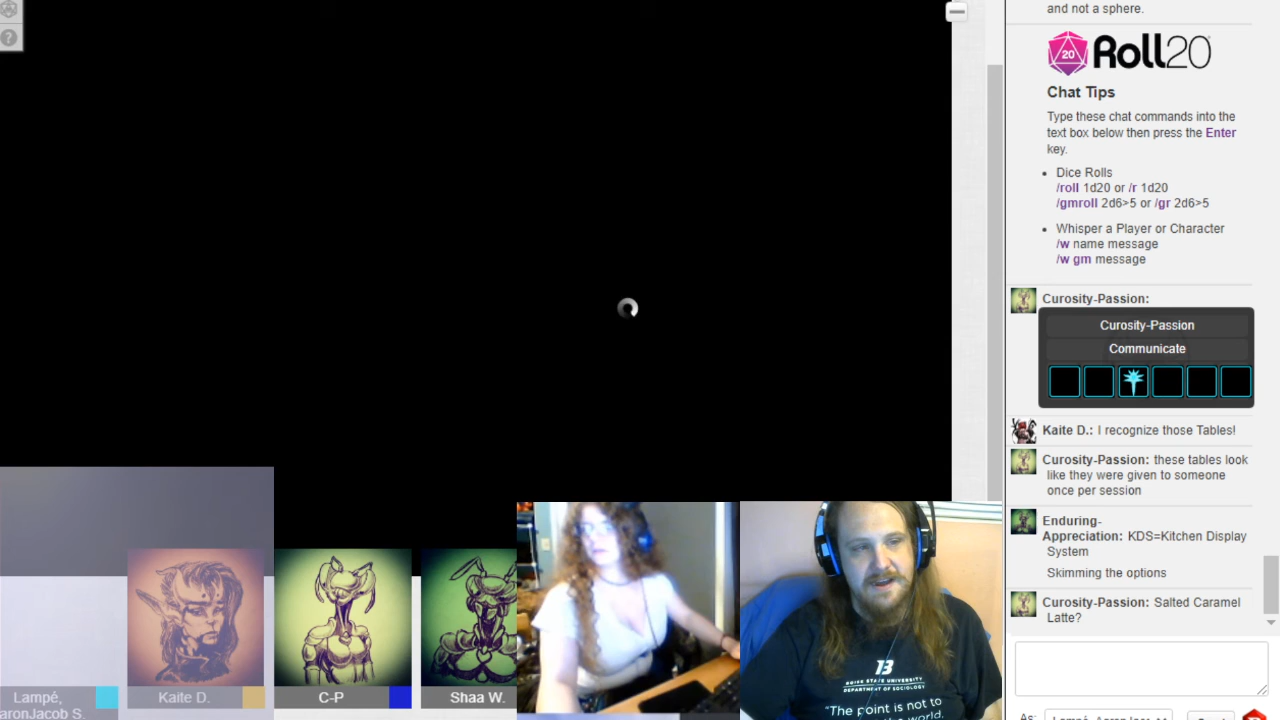 and not a sphere.
20 Roll20
Chat Tips
Type these chat commands into the
text box below then press the Enter
key.
Dice Rolls
/roll 1d20 or /r 1d20
/gmroll 2d6>5 or /gr 2d6>5
Whisper a Player or Character
/w name message
/w gm message
Curosity-Passion:
Curosity-Passion
Communicate
Kaite D.: I recognize those Tables!
Curosity-Passion: these tables look
like they were given to someone
once per session
Enduring-
Appreciation: KDS=Kitchen Display
System
Skimming the options
Curosity-Passion: Salted Caramel
Latte?
As:
Lampé,
aronJacob S.
Kaite D.
C-P
Shaa W.
13
BOISE STATE UNIVERSITY
DEPARTMENT OF SOCIOLOGY
"The point is not to
world.
?